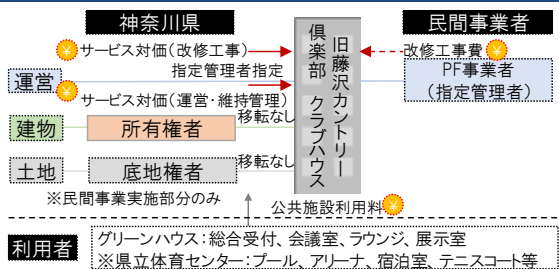 神奈川県
民間事業者
サービス対価(改修工事)
改修工事費
運営
指定管理者指定
サービス対価(運営・維持管理)
PF事業者
(指定管理者)
旧藤沢カントリー
倶楽部 クラブハウス
建物
所有権者
移転なし
土地
底地権者
移転なし
※民間事業実施部分のみ
公共施設利用料
利用者
グリーンハウス:総合受付、会議室、ラウンジ、展示室
※県立体育センター:プール、アリーナ、宿泊室、テニスコート等